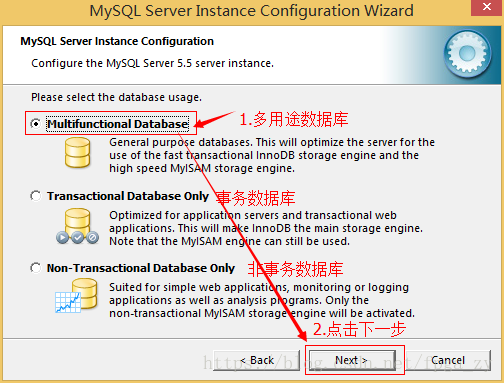 MySQL Server Instance Configuration Wizard
MySQL Server Instance Configuration
Configure the MySQL Server 5.5 server instance.
Please select the database usage.
Multifunctional Database
1.多用途数据库
General purpose databases. This will optimize the server for the
use of the fast transactional InnoDB storage engine and the
high speed MyISAM storage engine.
Transactional Database Only
事务数据库
Optimized for application servers and transactional web
applications. This will make InnoDB the main storage engine.
Note that the MyISAM engine can still be used.
Non-Transactional Database Only
非事务数据库
Suited for simple web applications, monitoring or logging
applications as well as analysis programs. Only the
non-transactional MyISAM storage engine will be activated.
2.点击下一步
< Back
Next >
Cancel
https://blog.csdn.net/fpga_zy